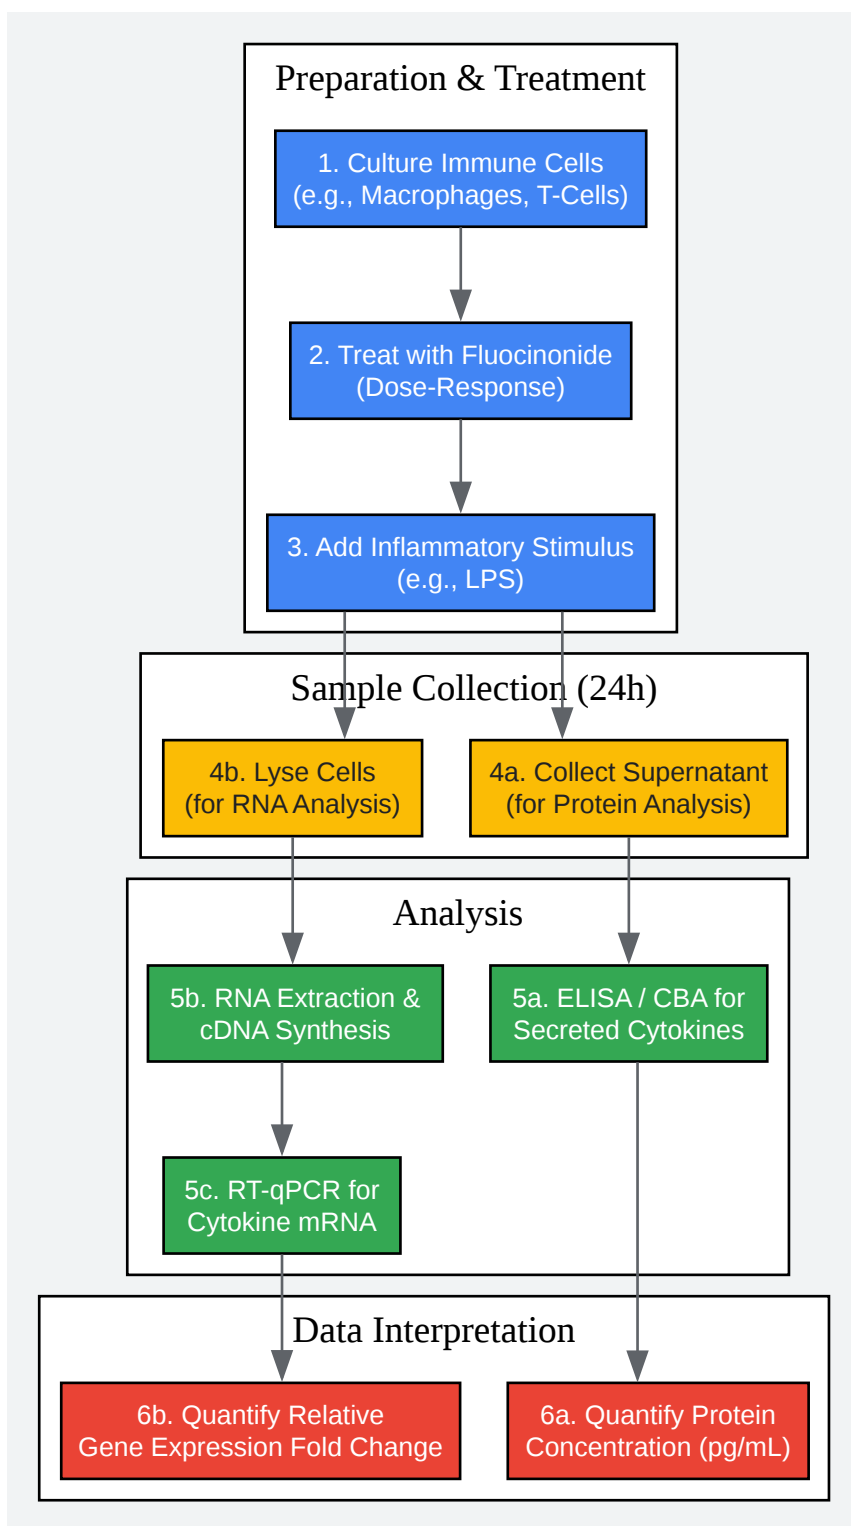 Preparation & Treatment
1. Culture Immune Cells
(e.g., Macrophages, T-Cells)
2. Treat with Fluocinonide
(Dose-Response)
3. Add Inflammatory Stimulus
(e.g., LPS)
Sample Collection (24h)
4b. Lyse Cells
(for RNA Analysis)
4a. Collect Supernatant
(for Protein Analysis)
Analysis
5b. RNA Extraction &
cDNA Synthesis
5a. ELISA / CBA for
Secreted Cytokines
5c. RT-qPCR for
Cytokine mRNA
Data Interpretation
6b. Quantify Relative
Gene Expression Fold Change
6a. Quantify Protein
Concentration (pg/mL)